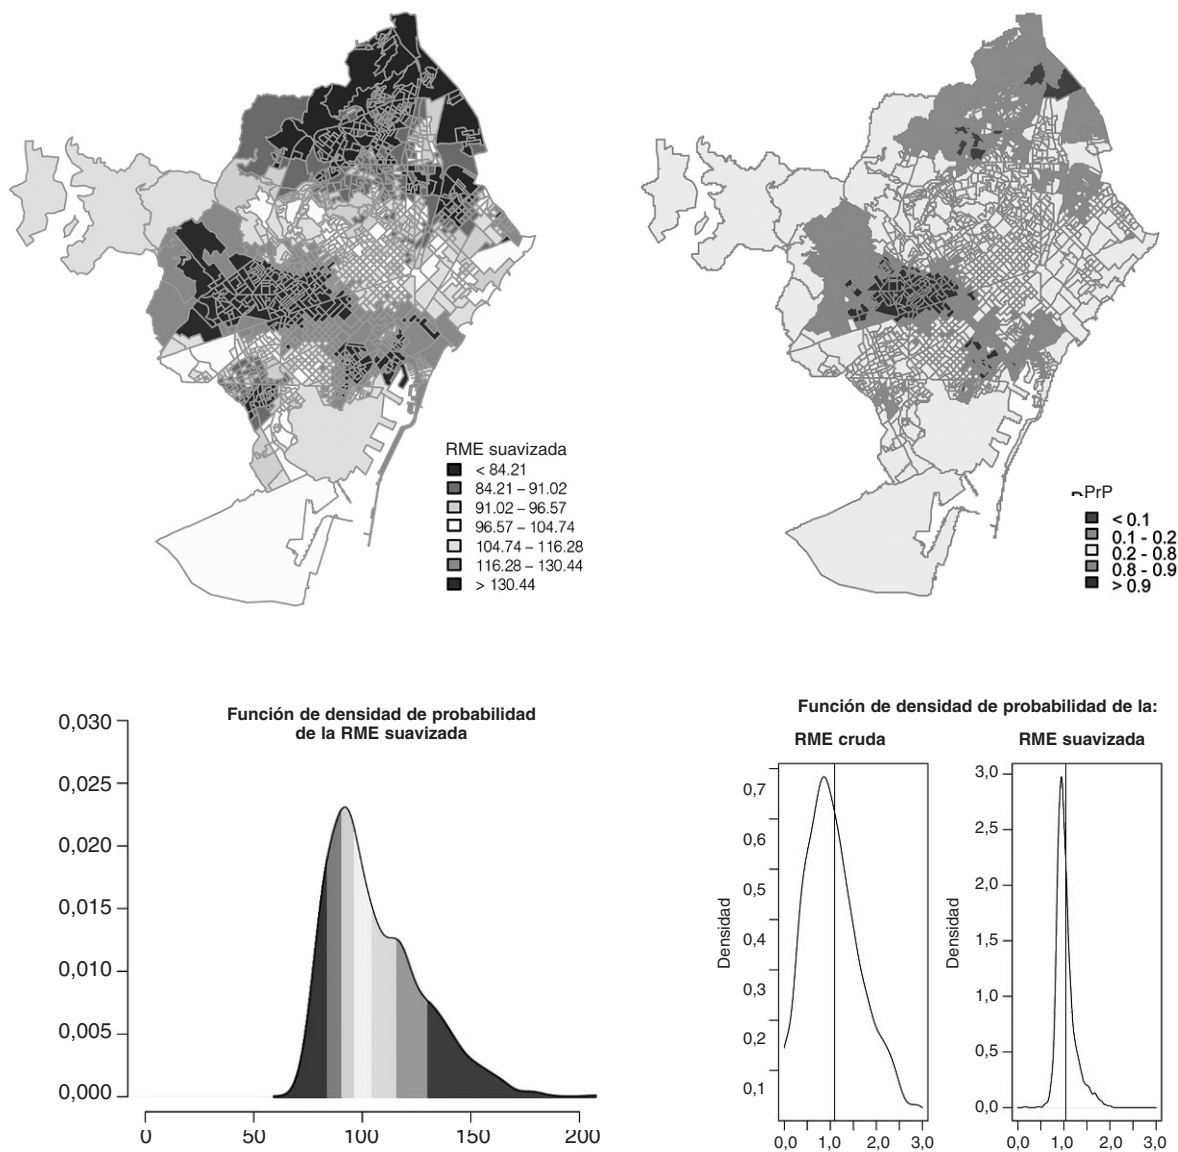 RME suavizada
< 84.21
84.21 – 91.02
91.02 – 96.57
96.57 – 104.74
104.74 – 116.28
116.28 – 130.44
> 130.44
PrP
< 0.1
0.1 - 0.2
0.2 - 0.8
0.8 - 0.9
> 0.9
Función de densidad de probabilidad
de la RME suavizada
0,030
0,025
0,020
0,015
0,010
0,005
0,000
0 50 100 150 200
Función de densidad de probabilidad de la:
RME cruda
Densidad
0,7
0,6
0,5
0,4
0,3
0,2
0,1
0,0 1,0 2,0 3,0
RME suavizada
Densidad
3,0
2,5
2,0
1,5
1,0
0,5
0,0
0,0 1,0 2,0 3,0